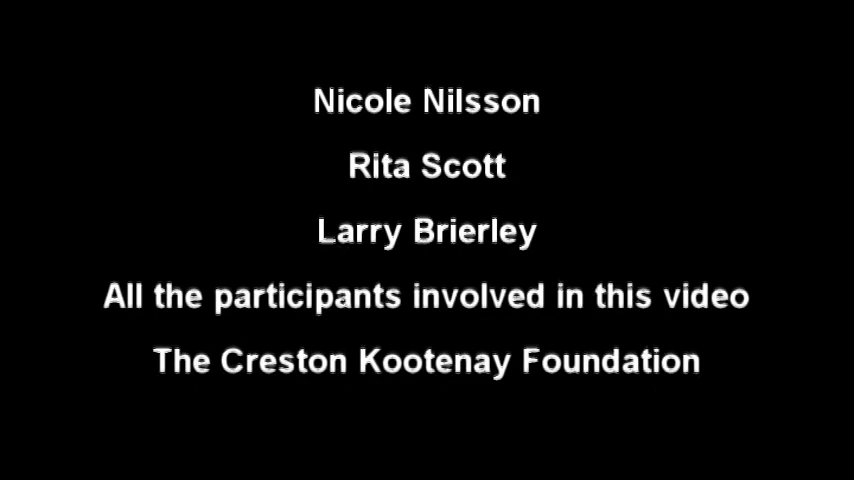 Nicole Nilsson
Rita Scott
Larry Brierley
All the participants involved in this video
The Creston Kootenay Foundation